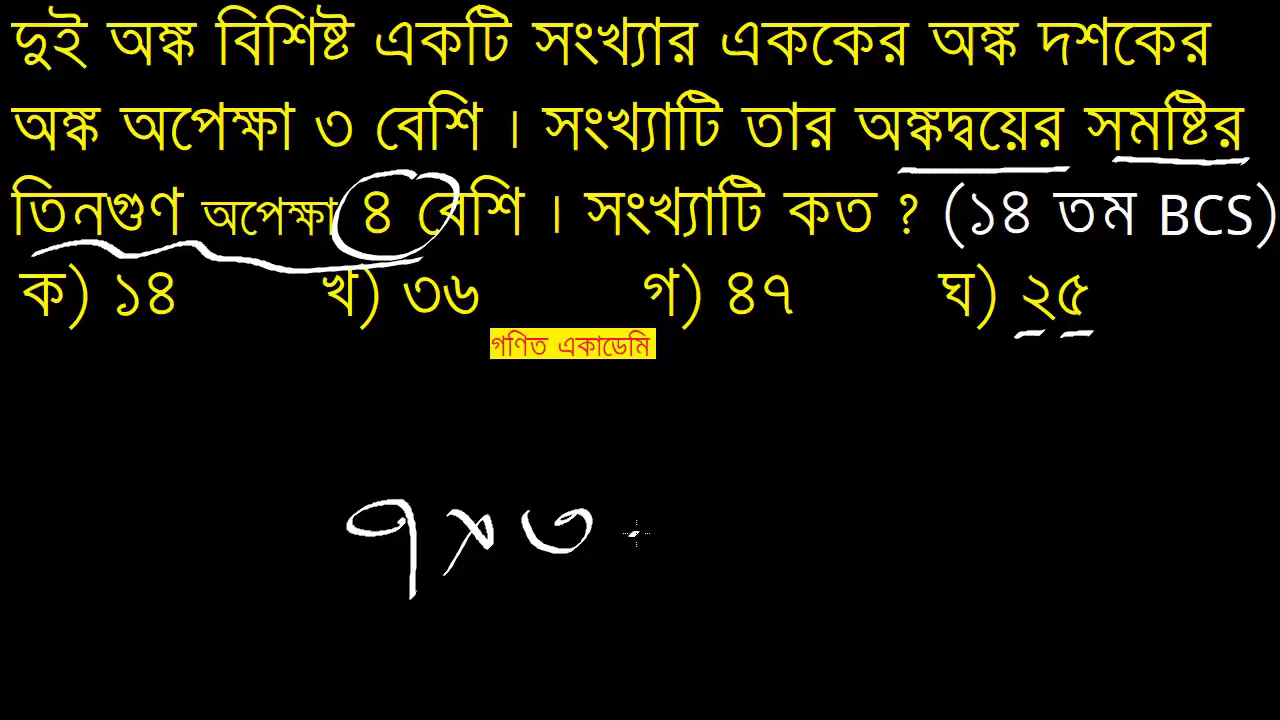 দুই অঙ্ক বিশিষ্ট একটি সংখ্যার এককের অঙ্ক দশকের
অঙ্ক অপেক্ষা ৩ বেশি । সংখ্যাটি তার অঙ্কদ্বয়ের সমষ্টির
তিনগুণ অপেক্ষা ৪ বেশি । সংখ্যাটি কত ? (১৪ তম BCS)
ক) ১৪ খ) ৩৬ গ) ৪৭ ঘ) ২৫
গণিত একাডেমি
৭ × ৩